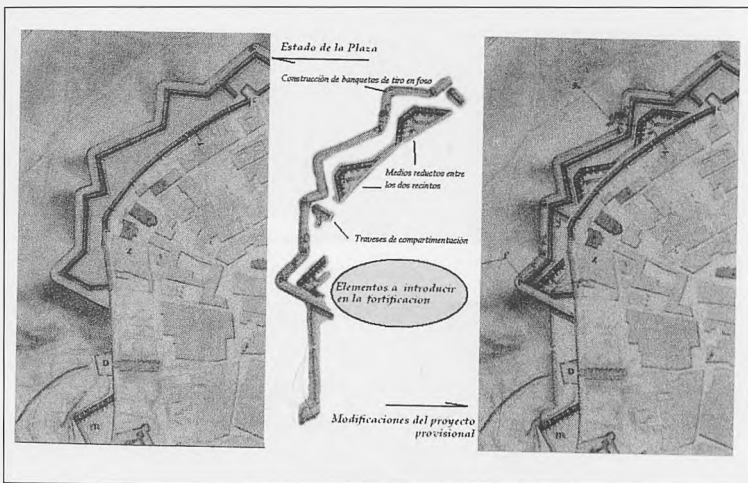 Estado de la Plaza
Construcción de banquetas de tiro en foso
Medios reductos entre
los dos recintos
Traveses de compartimentación
Elementos a introducir
en la fortificacion
Modificaciones del proyecto
provisional
D
m
D
m